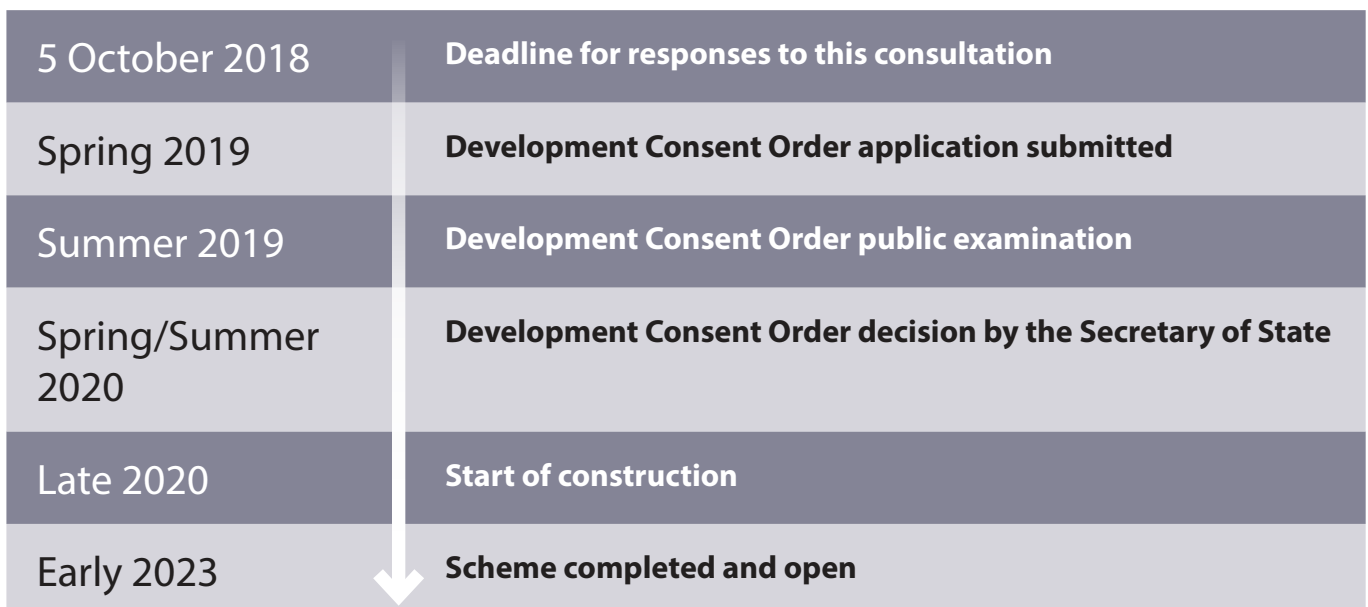 5 October 2018
Deadline for responses to this consultation
Spring 2019
Development Consent Order application submitted
Summer 2019
Development Consent Order public examination
Spring/Summer
2020
Development Consent Order decision by the Secretary of State
Late 2020
Start of construction
Early 2023
Scheme completed and open